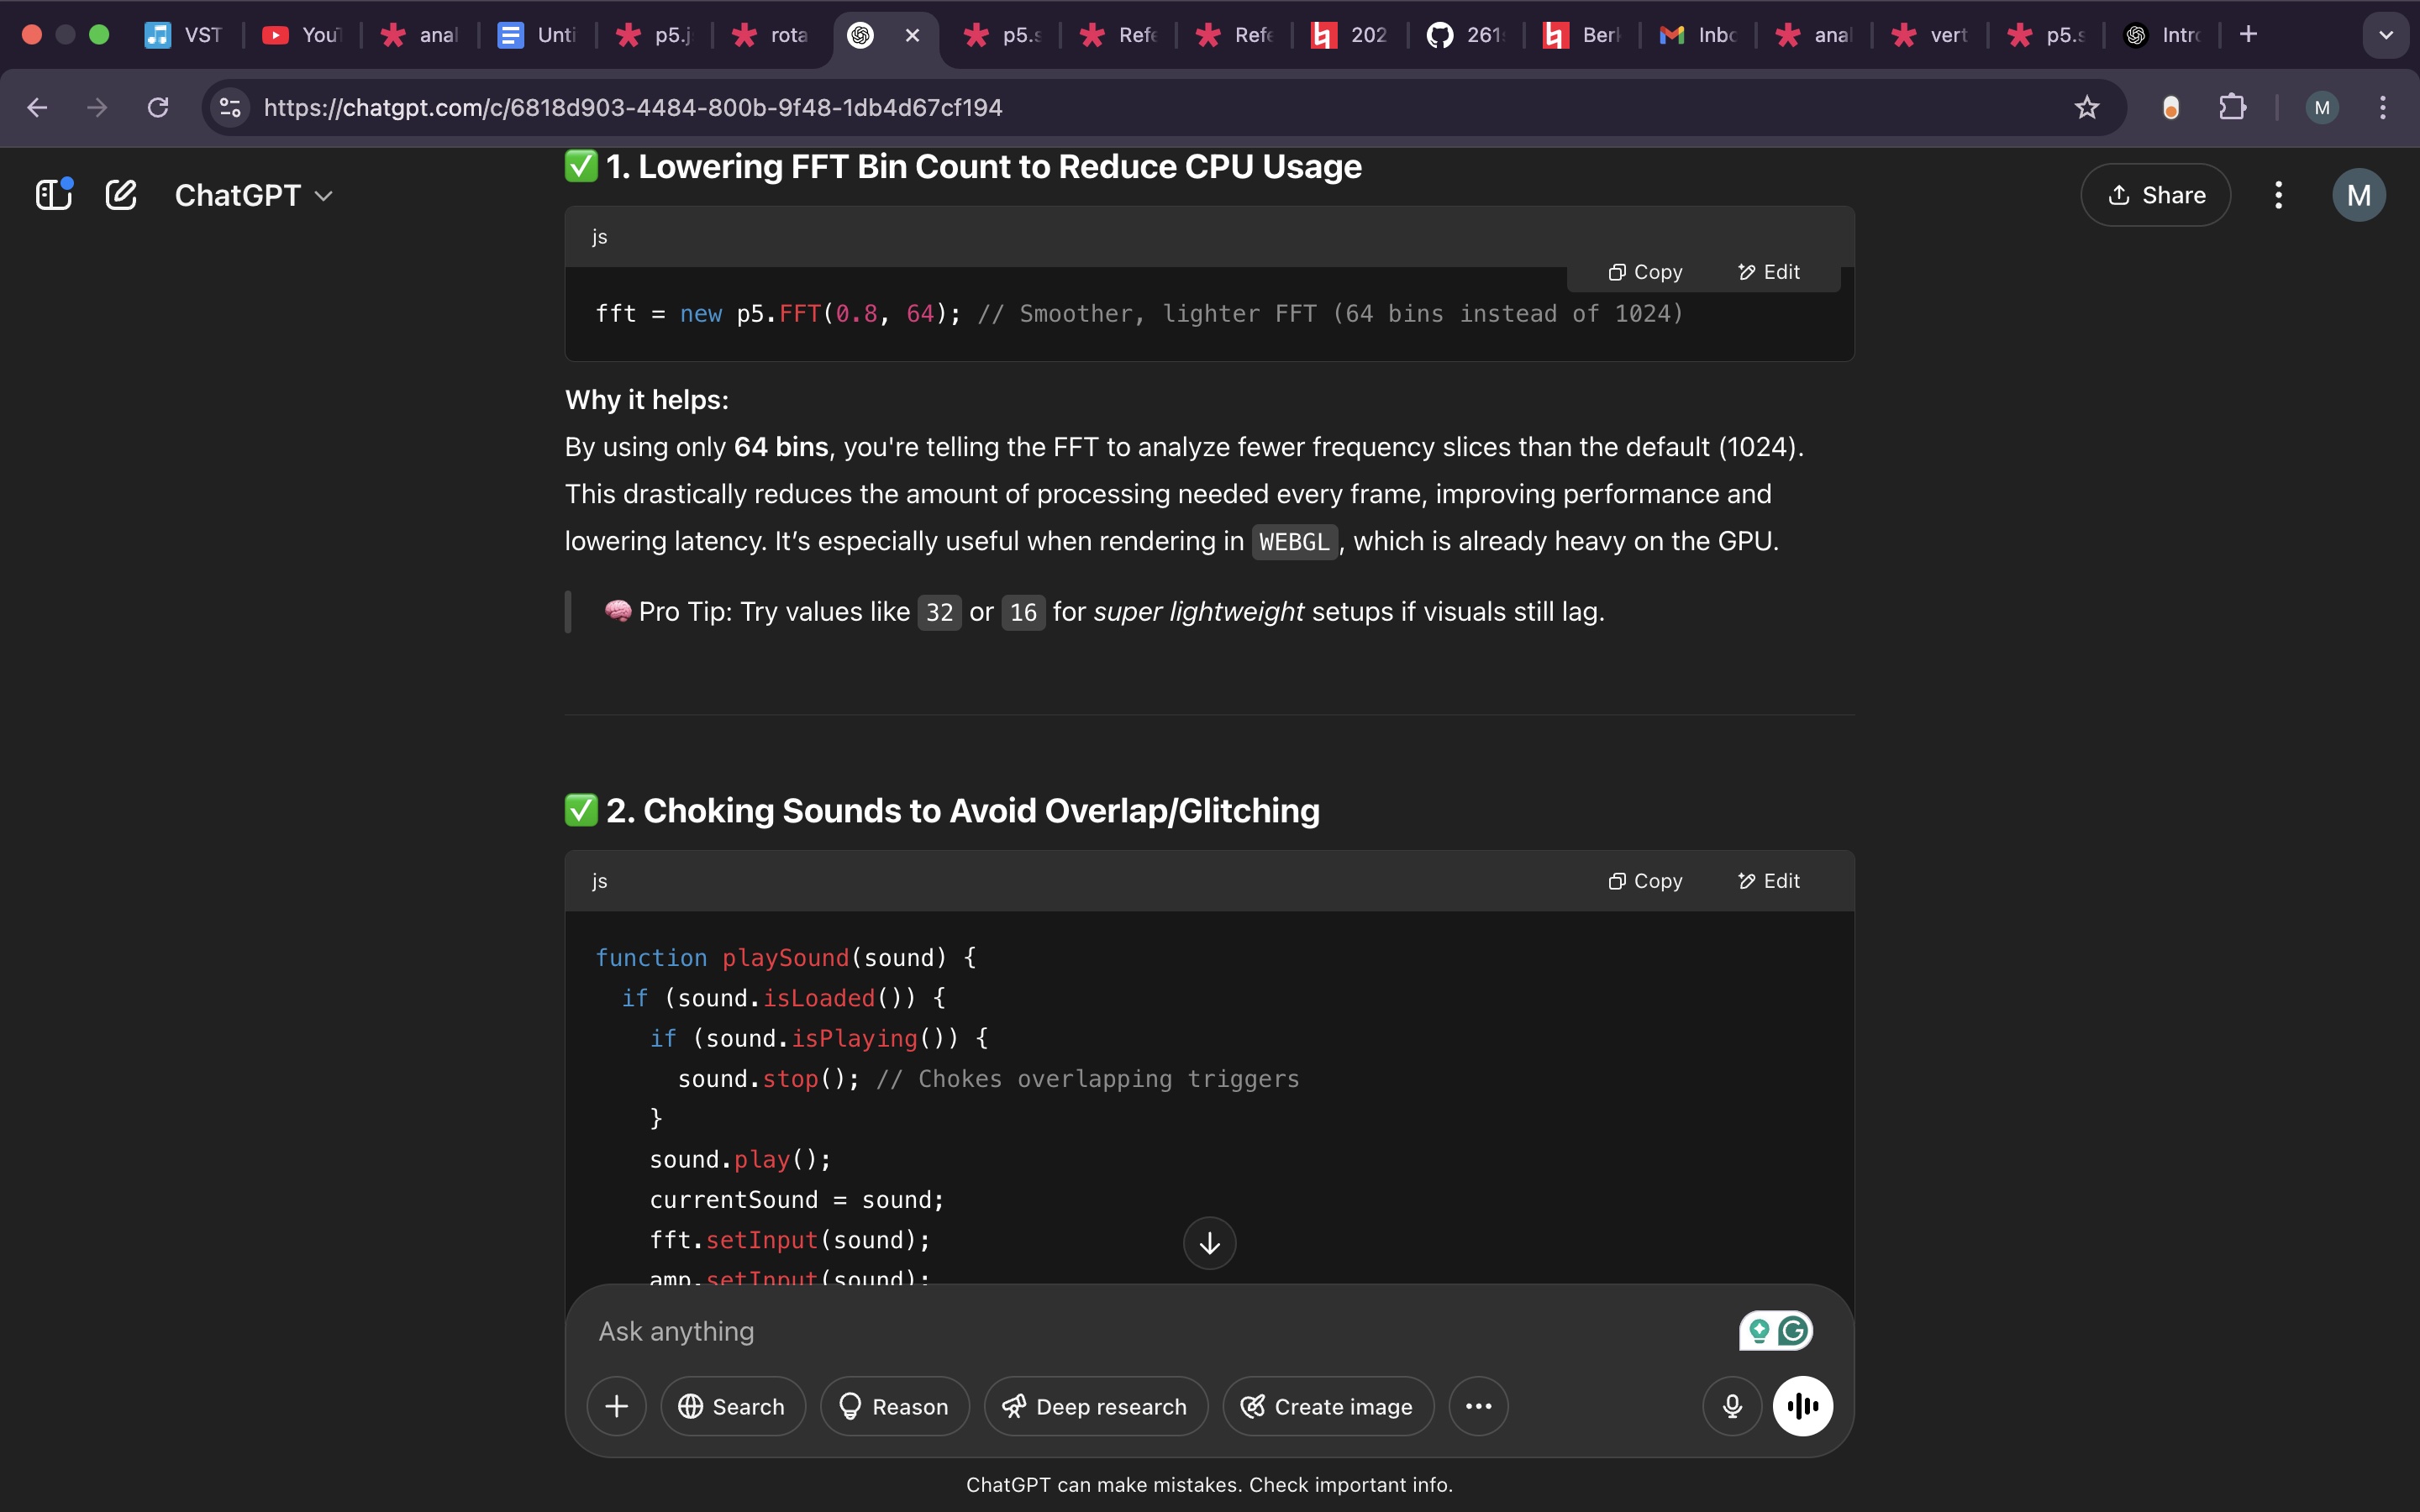 VST
You
anal
Unti
p5.j
rota
p5.s
Refe
Refe
202
261
Berk
Inbo
anal
vert
p5.s
Intro
https://chatgpt.com/c/6818d903-4484-800b-9f48-1db4d67cf194
M
ChatGPT
Share
M
✅ 1. Lowering FFT Bin Count to Reduce CPU Usage
js
Copy Edit
fft = new p5.FFT(0.8, 64); // Smoother, lighter FFT (64 bins instead of 1024)
Why it helps:
By using only 64 bins, you're telling the FFT to analyze fewer frequency slices than the default (1024).
This drastically reduces the amount of processing needed every frame, improving performance and
lowering latency. It’s especially useful when rendering in WEBGL, which is already heavy on the GPU.
🧠 Pro Tip: Try values like 32 or 16 for super lightweight setups if visuals still lag.
✅ 2. Choking Sounds to Avoid Overlap/Glitching
js
Copy Edit
function playSound(sound) {
  if (sound.isLoaded()) {
    if (sound.isPlaying()) {
      sound.stop(); // Chokes overlapping triggers
    }
    sound.play();
    currentSound = sound;
    fft.setInput(sound);
    amp.setInput(sound);
Ask anything
Search
Reason
Deep research
Create image
ChatGPT can make mistakes. Check important info.